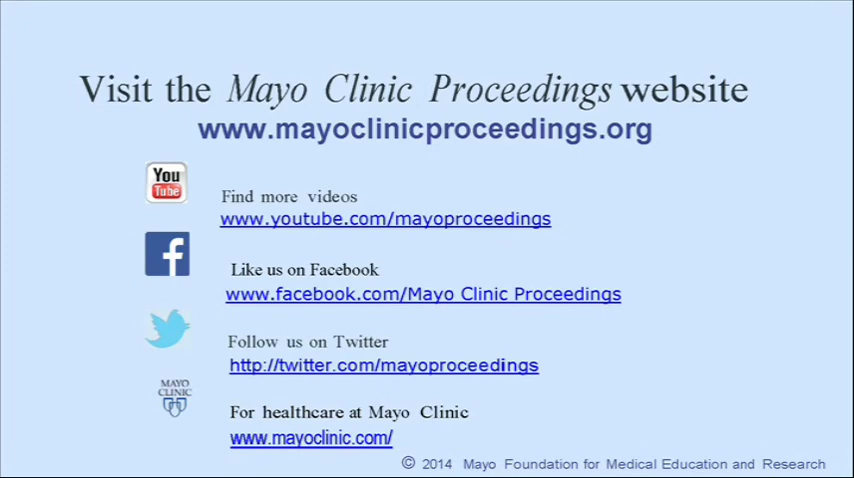 Visit the Mayo Clinic Proceedings website
www.mayoclinicproceedings.org
You
Tube
Find more videos
www.youtube.com/mayoproceedings
f
Like us on Facebook
www.facebook.com/Mayo Clinic Proceedings
Follow us on Twitter
http://twitter.com/mayoproceedings
MAYO
CLINIC
For healthcare at Mayo Clinic
www.mayoclinic.com/
© 2014 Mayo Foundation for Medical Education and Research